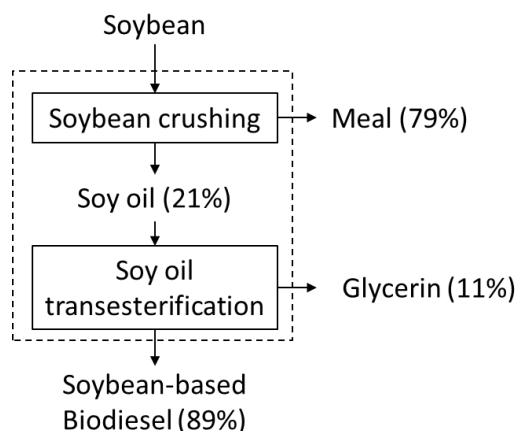 Soybean
Soybean crushing
Meal (79%)
Soy oil (21%)
Soy oil
transesterification
Glycerin (11%)
Soybean-based
Biodiesel (89%)